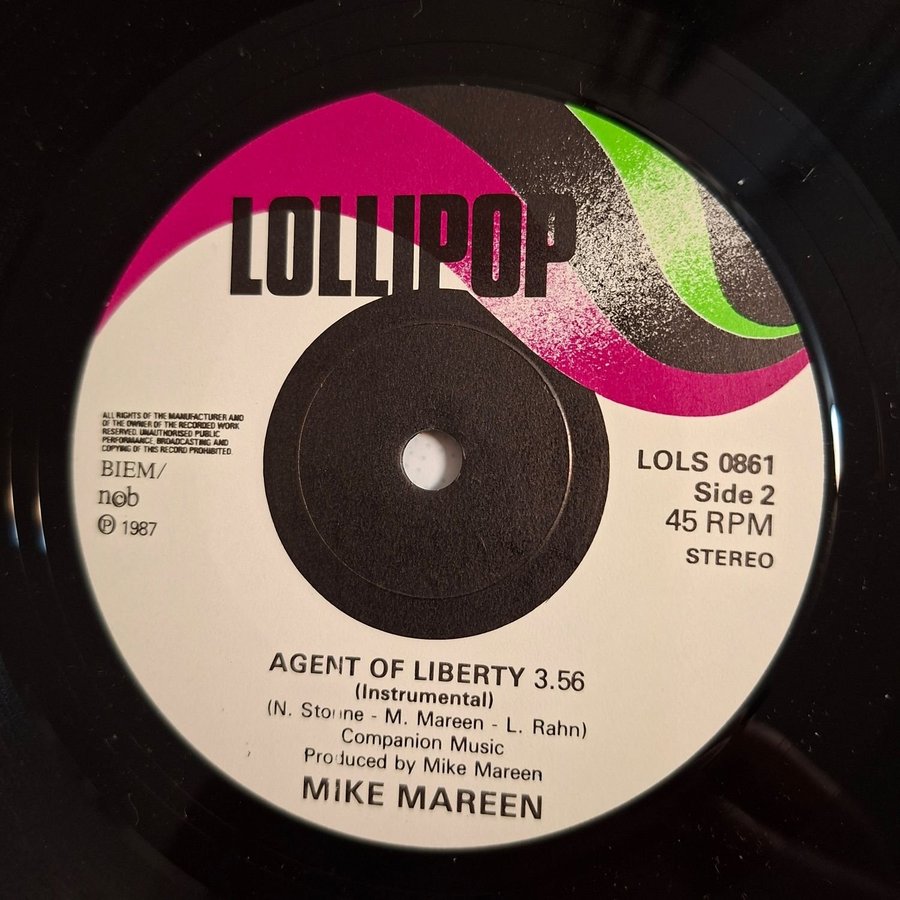 LOLLIPOP
ALL RIGHTS OF THE MANUFACTURER AND
OF THE OWNER OF THE RECORDED WORK
RESERVED. UNAUTHORISED PUBLIC
PERFORMANCE, BROADCASTING AND
COPYING OF THIS RECORD PROHIBITED.
BIEM/
n©b
℗ 1987
LOLS 0861
Side 2
45 RPM
STEREO
AGENT OF LIBERTY 3.56
(Instrumental)
(N. Stonne - M. Mareen - L. Rahn)
Companion Music
Produced by Mike Mareen
MIKE MAREEN